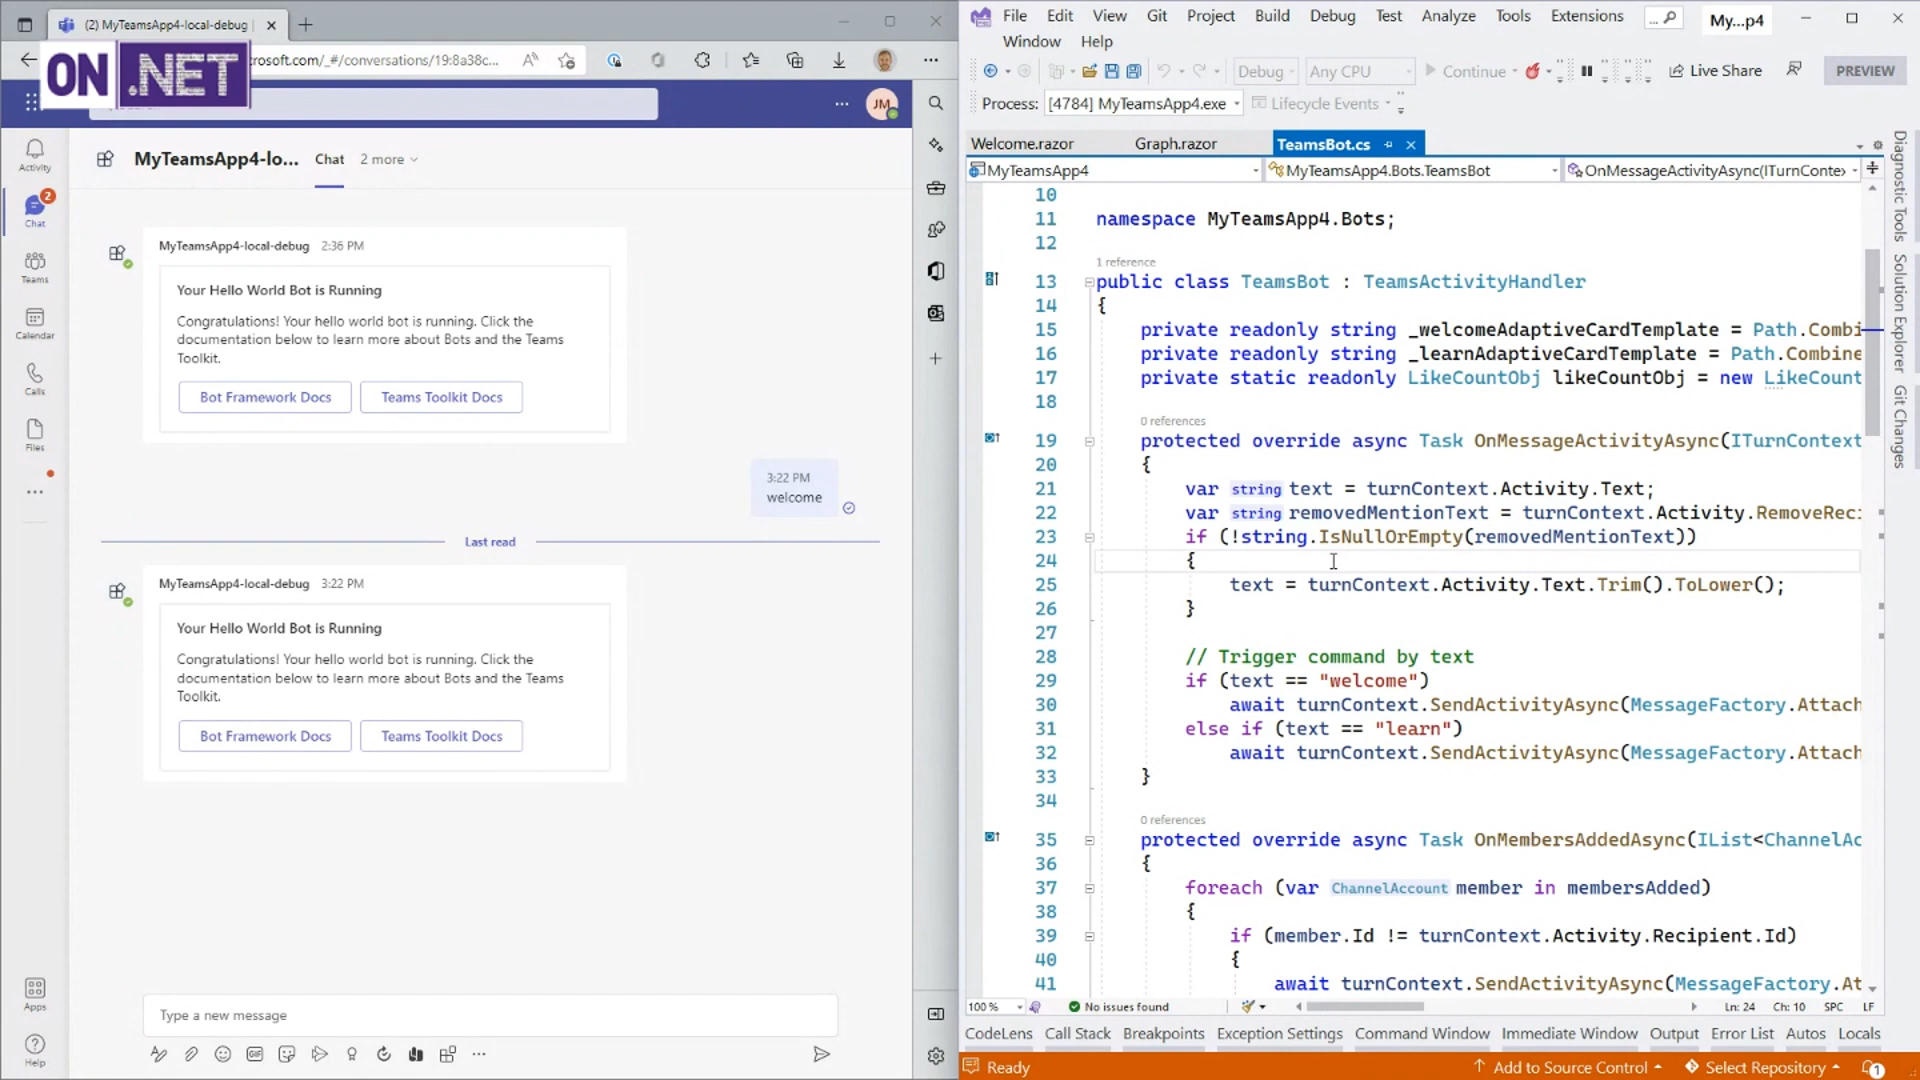 (2) MyTeamsApp4-local-debug |
ON .NET
rosoft.com/_#/conversations/19:8a38c...
JM
Activity
Chat
2
Teams
Calendar
Calls
Files
Apps
Help
MyTeamsApp4-lo...
Chat
2 more
MyTeamsApp4-local-debug 2:36 PM
Your Hello World Bot is Running
Congratulations! Your hello world bot is running. Click the
documentation below to learn more about Bots and the Teams
Toolkit.
Bot Framework Docs
Teams Toolkit Docs
3:22 PM
welcome
Last read
MyTeamsApp4-local-debug 3:22 PM
Your Hello World Bot is Running
Congratulations! Your hello world bot is running. Click the
documentation below to learn more about Bots and the Teams
Toolkit.
Bot Framework Docs
Teams Toolkit Docs
Type a new message
GIF
File Edit View Git Project Build Debug Test Analyze Tools Extensions
... My...p4
Window Help
Debug Any CPU Continue Live Share PREVIEW
Process: [4784] MyTeamsApp4.exe Lifecycle Events
Welcome.razor Graph.razor TeamsBot.cs
MyTeamsApp4 MyTeamsApp4.Bots.TeamsBot OnMessageActivityAsync(ITurnContex
10
11 namespace MyTeamsApp4.Bots;
12
1 reference
13 public class TeamsBot : TeamsActivityHandler
14 {
15 private readonly string _welcomeAdaptiveCardTemplate = Path.Combi
16 private readonly string _learnAdaptiveCardTemplate = Path.Combine
17 private static readonly LikeCountObj likeCountObj = new LikeCount
18
0 references
19 protected override async Task OnMessageActivityAsync(ITurnContext
20 {
21 var string text = turnContext.Activity.Text;
22 var string removedMentionText = turnContext.Activity.RemoveReci
23 if (!string.IsNullOrEmpty(removedMentionText))
24 {
25 text = turnContext.Activity.Text.Trim().ToLower();
26 }
27
28 // Trigger command by text
29 if (text == "welcome")
30 await turnContext.SendActivityAsync(MessageFactory.Attach
31 else if (text == "learn")
32 await turnContext.SendActivityAsync(MessageFactory.Attach
33 }
34
0 references
35 protected override async Task OnMembersAddedAsync(IList<ChannelAc
36 {
37 foreach (var ChannelAccount member in membersAdded)
38 {
39 if (member.Id != turnContext.Activity.Recipient.Id)
40 {
41 await turnContext.SendActivityAsync(MessageFactory.At
100 % No issues found Ln: 24 Ch: 10 SPC LF
CodeLens Call Stack Breakpoints Exception Settings Command Window Immediate Window Output Error List Autos Locals
Ready Add to Source Control Select Repository 1
Diagnostic Tools
Solution Explorer
Git Changes